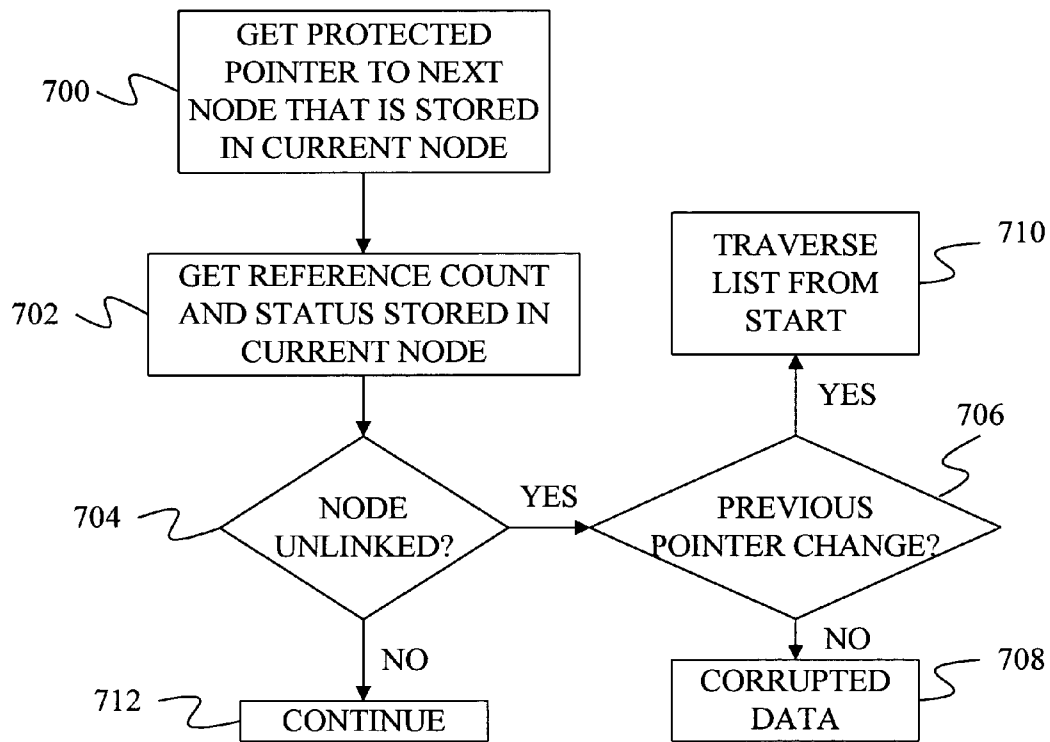 GET PROTECTED
POINTER TO NEXT
NODE THAT IS STORED
IN CURRENT NODE
700
GET REFERENCE COUNT
AND STATUS STORED IN
CURRENT NODE
702
TRAVERSE
LIST FROM
START
710
YES
706
NODE
UNLINKED?
704
YES
PREVIOUS
POINTER CHANGE?
NO
NO
712
CONTINUE
CORRUPTED
DATA
708